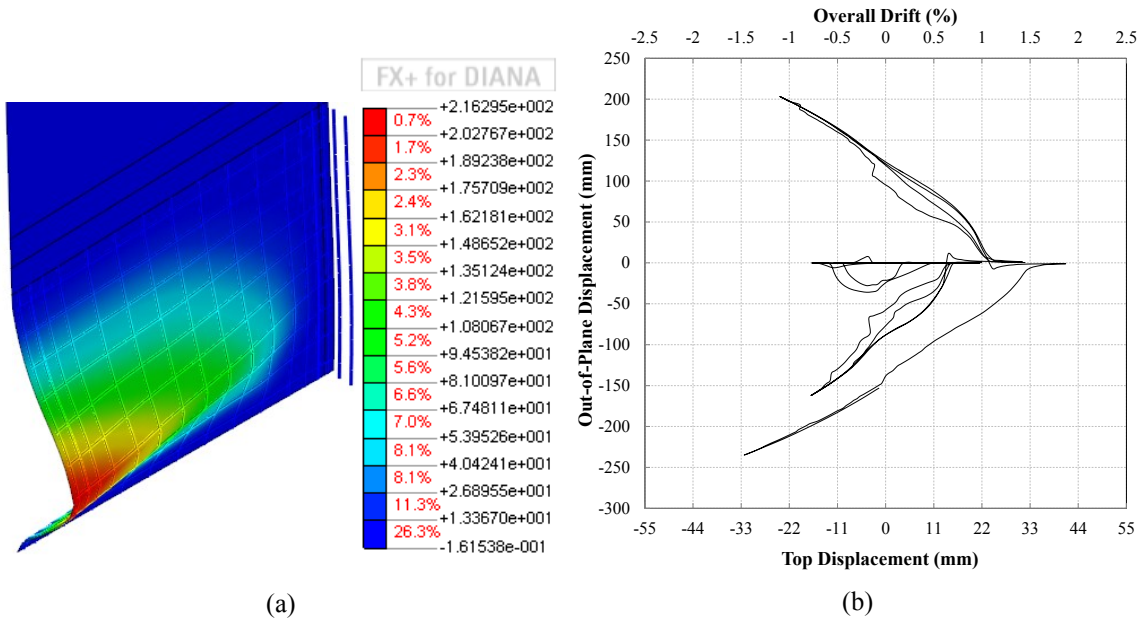 FX+ for DIANA
+2.16295e+002
0.7%
+2.02767e+002
1.7%
+1.89238e+002
2.3%
+1.75709e+002
2.4%
+1.62181e+002
3.1%
+1.48652e+002
3.5%
+1.35124e+002
3.8%
+1.21595e+002
4.3%
+1.08067e+002
5.2%
+9.45382e+001
5.6%
+8.10097e+001
6.6%
+6.74811e+001
7.0%
+5.39526e+001
8.1%
+4.04241e+001
8.1%
+2.68955e+001
11.3%
+1.33670e+001
26.3%
-1.61538e-001
(a)
Overall Drift (%)
-2.5 -2 -1.5 -1 -0.5 0 0.5 1 1.5 2 2.5
Out-of-Plane Displacement (mm)
250
200
150
100
50
0
-50
-100
-150
-200
-250
-300
-55 -44 -33 -22 -11 0 11 22 33 44 55
Top Displacement (mm)
(b)